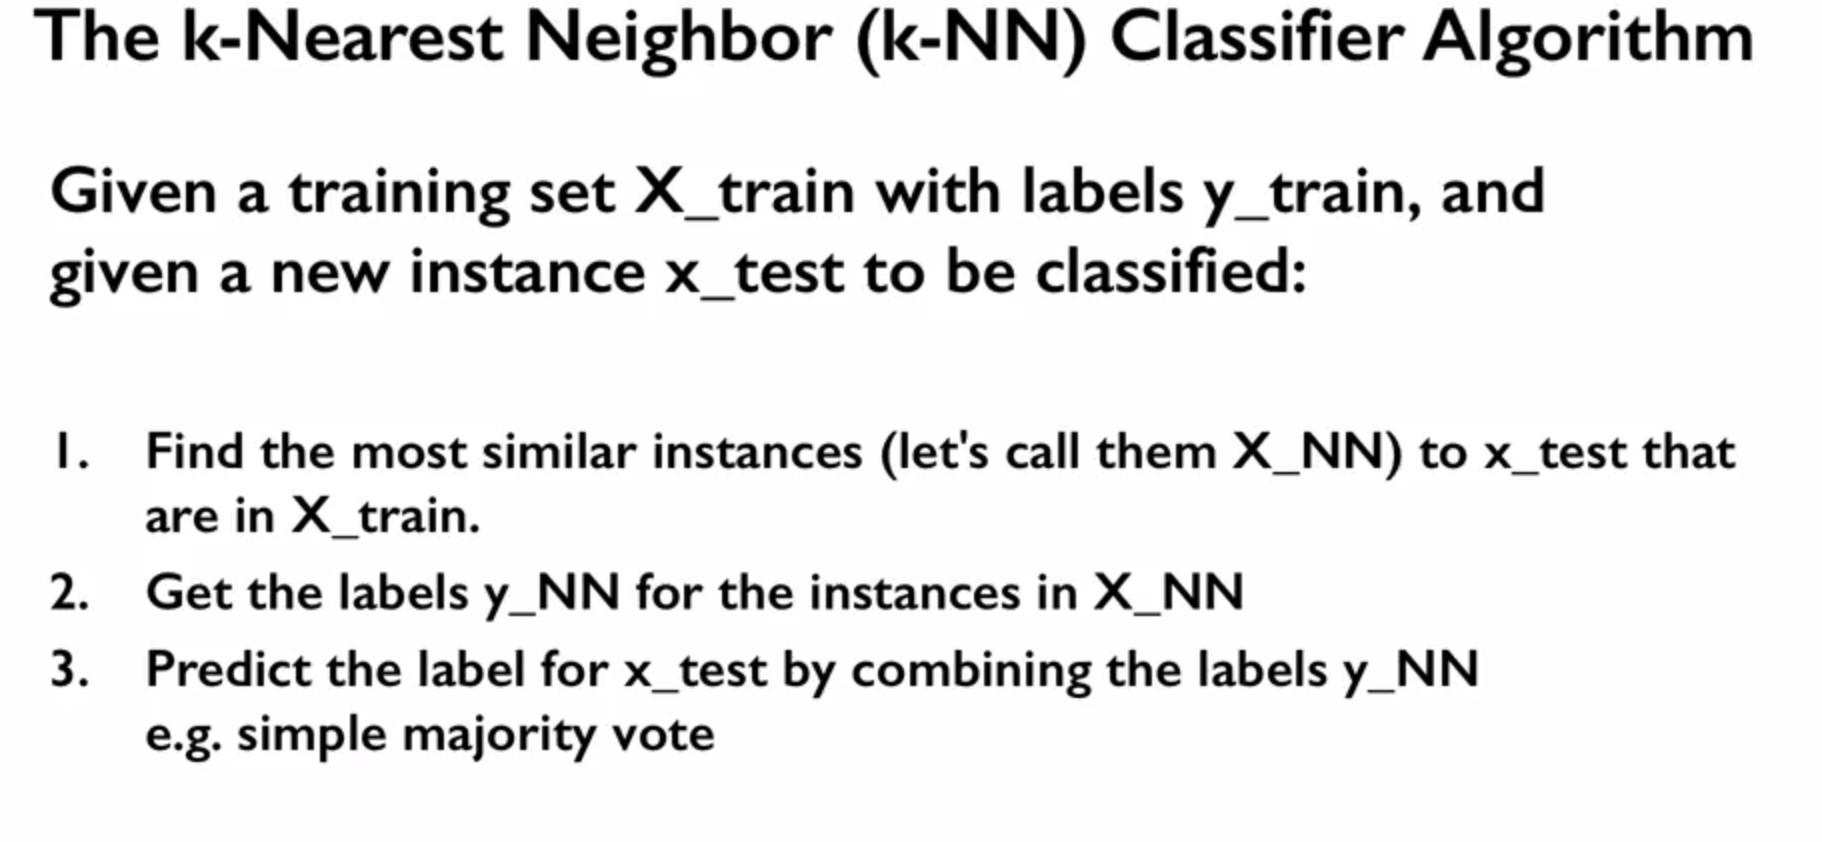 The k-Nearest Neighbor (k-NN) Classifier Algorithm
Given a training set X_train with labels y_train, and
given a new instance x_test to be classified:
1. Find the most similar instances (let's call them X_NN) to x_test that
are in X_train.
2. Get the labels y_NN for the instances in X_NN
3. Predict the label for x_test by combining the labels y_NN
e.g. simple majority vote